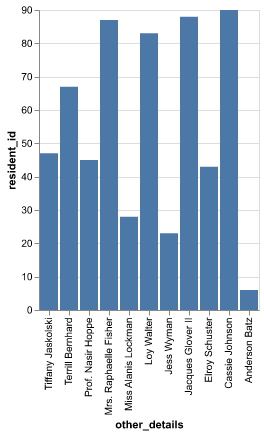 90
80
70
60
50
40
30
20
10
0
resident_id
Tiffany Jaskolski
Terrill Bernhard
Prof. Nasir Hoppe
Mrs. Raphaelle Fisher
Miss Alanis Lockman
Loy Walter
Jess Wyman
Jacques Glover II
Elroy Schuster
Cassie Johnson
Anderson Batz
other_details